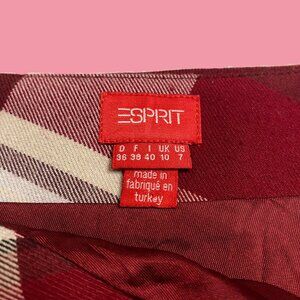 ESPRIT
D F I UK US
36 38 40 10 7
made in
fabriqué en
turkey